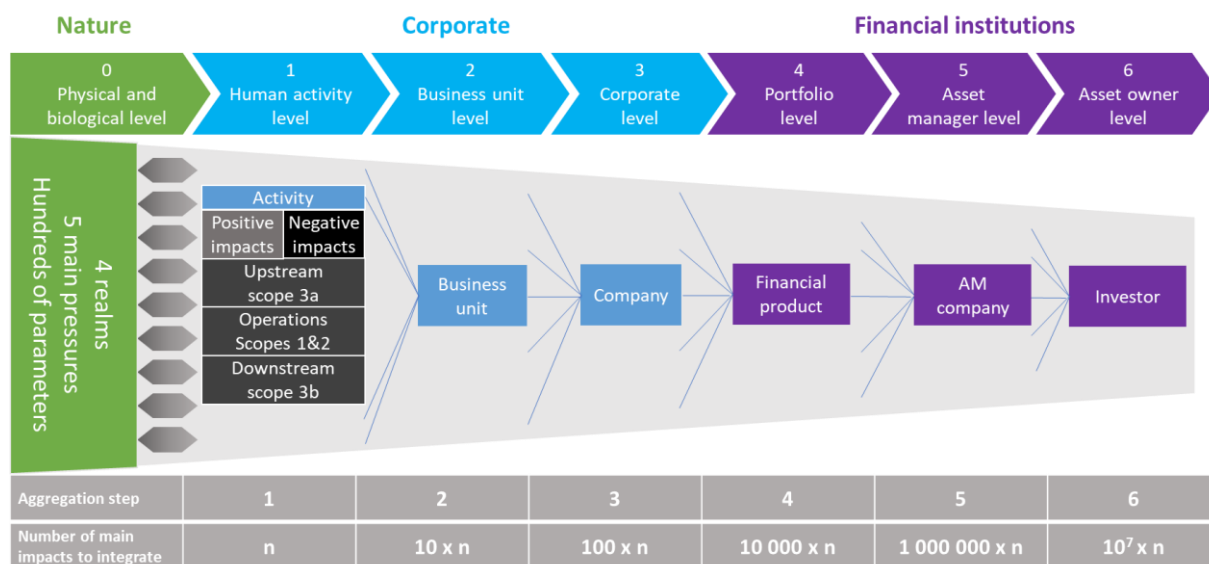 Nature
Corporate
Financial institutions
0
Physical and
biological level
1
Human activity
level
2
Business unit
level
3
Corporate
level
4
Portfolio
level
5
Asset
manager level
6
Asset owner
level
4 realms
5 main pressures
Hundreds of parameters
Activity
Positive
impacts
Negative
impacts
Upstream
scope 3a
Operations
Scopes 1&2
Downstream
scope 3b
Business
unit
Company
Financial
product
AM
company
Investor
Aggregation step
1
2
3
4
5
6
Number of main
impacts to integrate
n
10 x n
100 x n
10 000 x n
1 000 000 x n
10⁷ x n